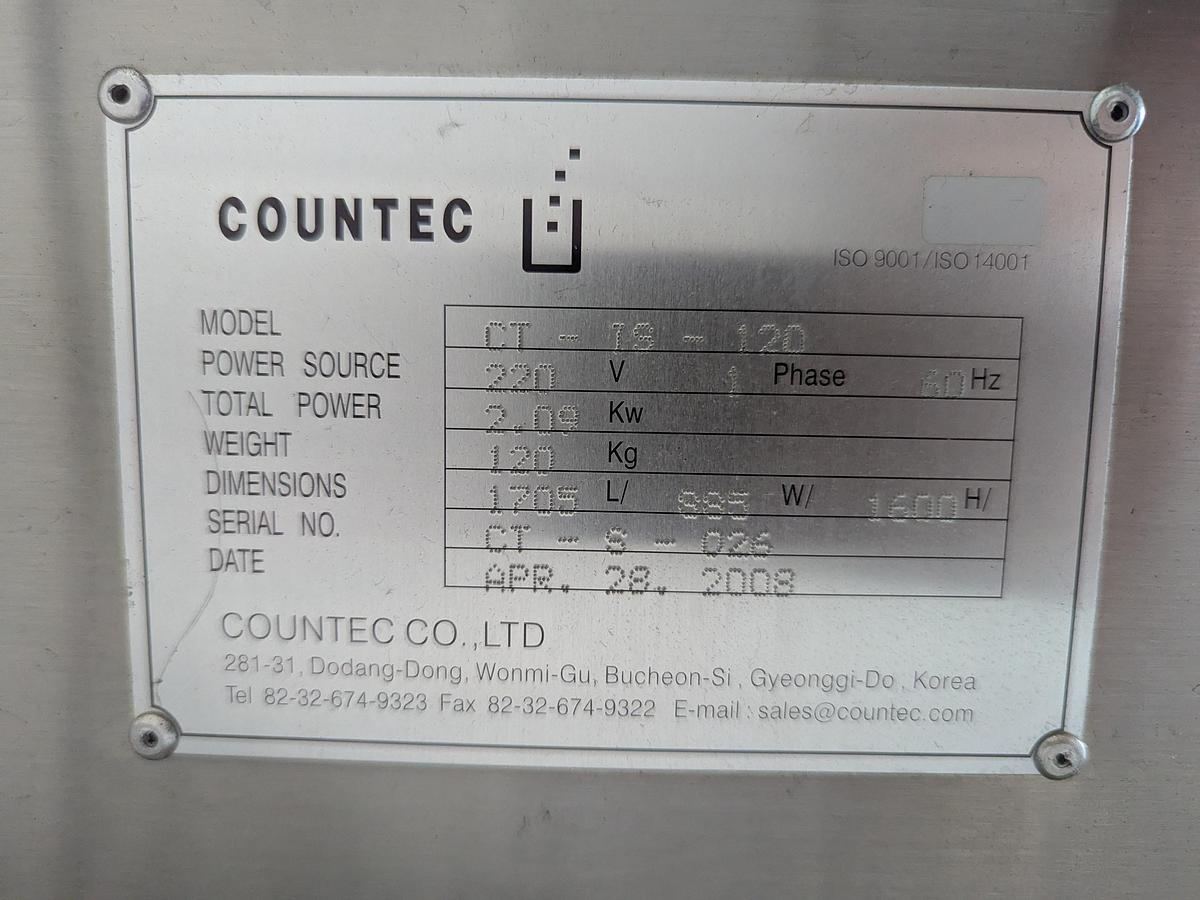 COUNTEC
ISO 9001/ISO 14001
MODEL CT - IS - 120
POWER SOURCE 220 V 1 Phase 60 Hz
TOTAL POWER 2.09 Kw
WEIGHT 120 Kg
DIMENSIONS 1705 L/ W/ 1600 H/
SERIAL NO. CT - S - 026
DATE APR. 28. 2008
COUNTEC CO.,LTD
281-31, Dodang-Dong, Wonmi-Gu, Bucheon-Si , Gyeonggi-Do , Korea
Tel 82-32-674-9323 Fax 82-32-674-9322 E-mail : sales@countec.com